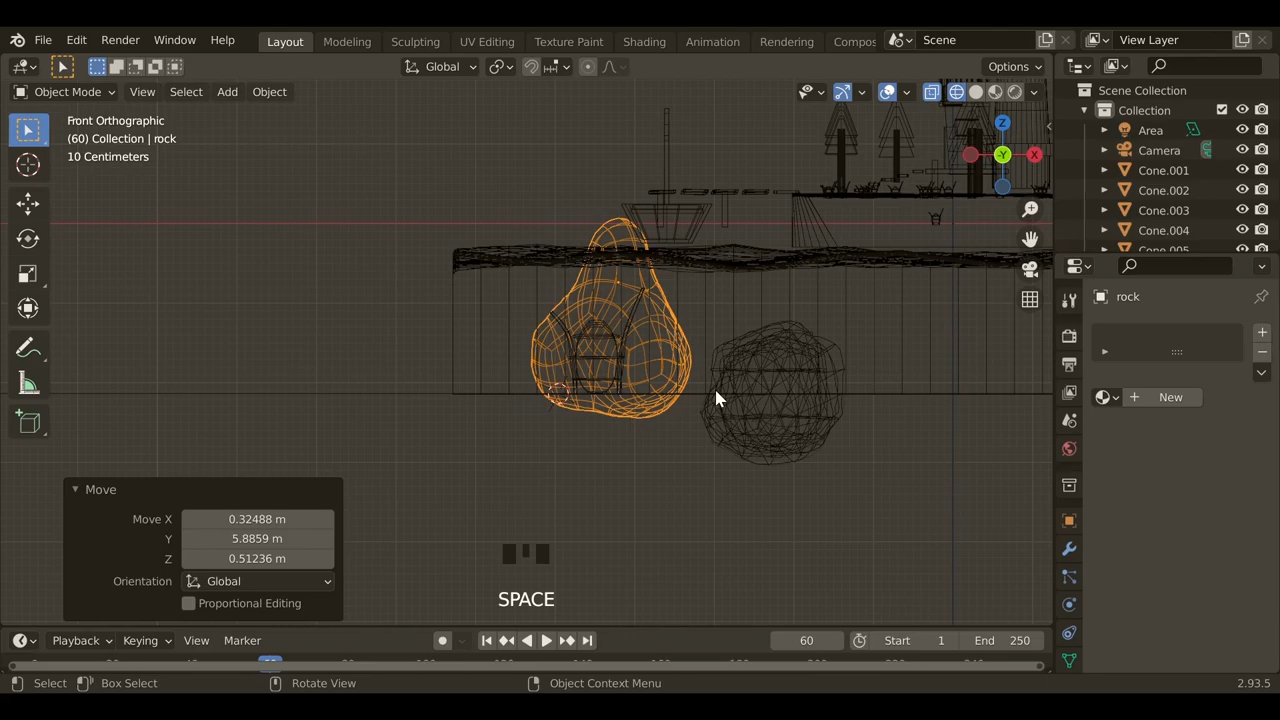 File Edit Render Window Help Layout Modeling Sculpting UV Editing Texture Paint Shading Animation Rendering Compos Scene View Layer
Global Options
Object Mode View Select Add Object
Scene Collection
Collection
Area
Camera
Cone.001
Cone.002
Cone.003
Cone.004
Cone.005
Front Orthographic
(60) Collection | rock
10 Centimeters
Z
X
-Y
rock
New
Move
Move X 0.32488 m
Y 5.8859 m
Z 0.51236 m
Orientation Global
Proportional Editing
SPACE
Playback Keying View Marker 60 Start 1 End 250
Select Box Select Rotate View Object Context Menu 2.93.5